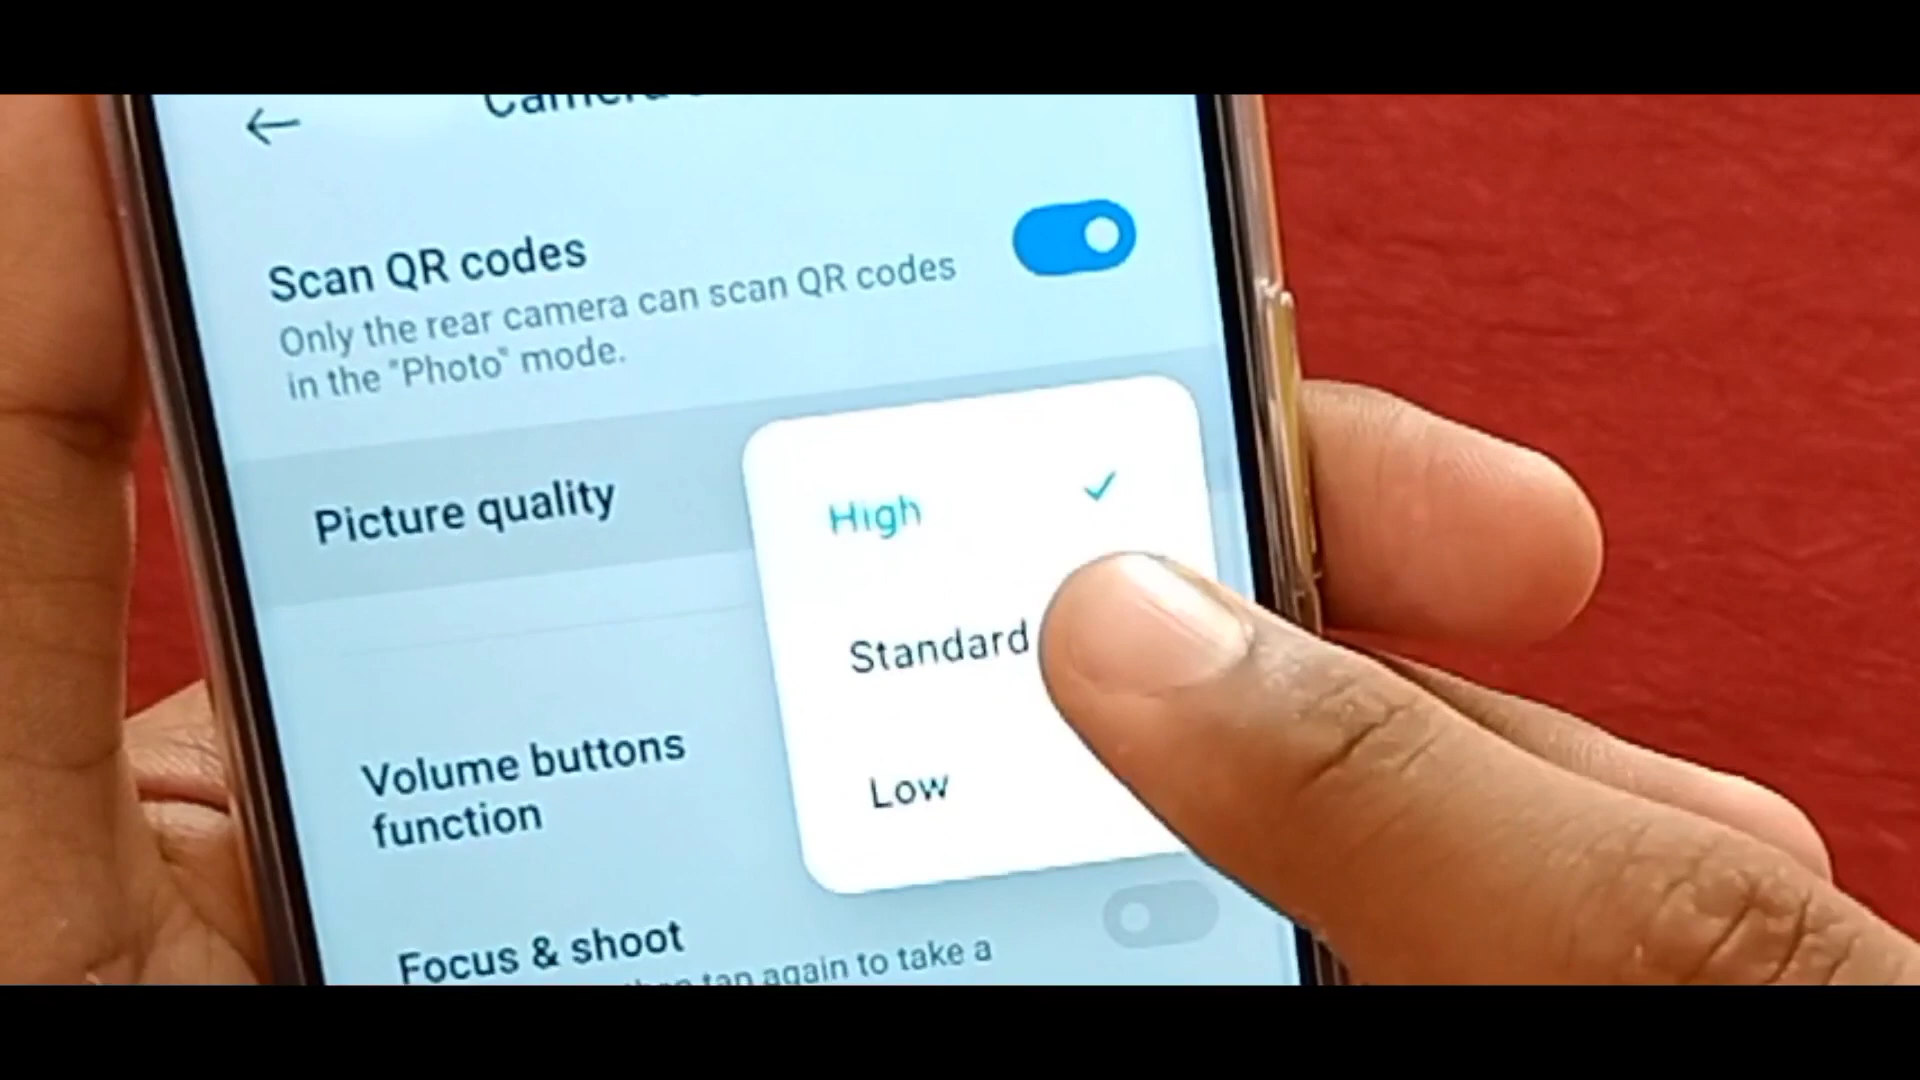 Camera
Scan QR codes
Only the rear camera can scan QR codes
in the "Photo" mode.
Picture quality
High
Standard
Low
Volume buttons
function
Focus & shoot
tap again to take a